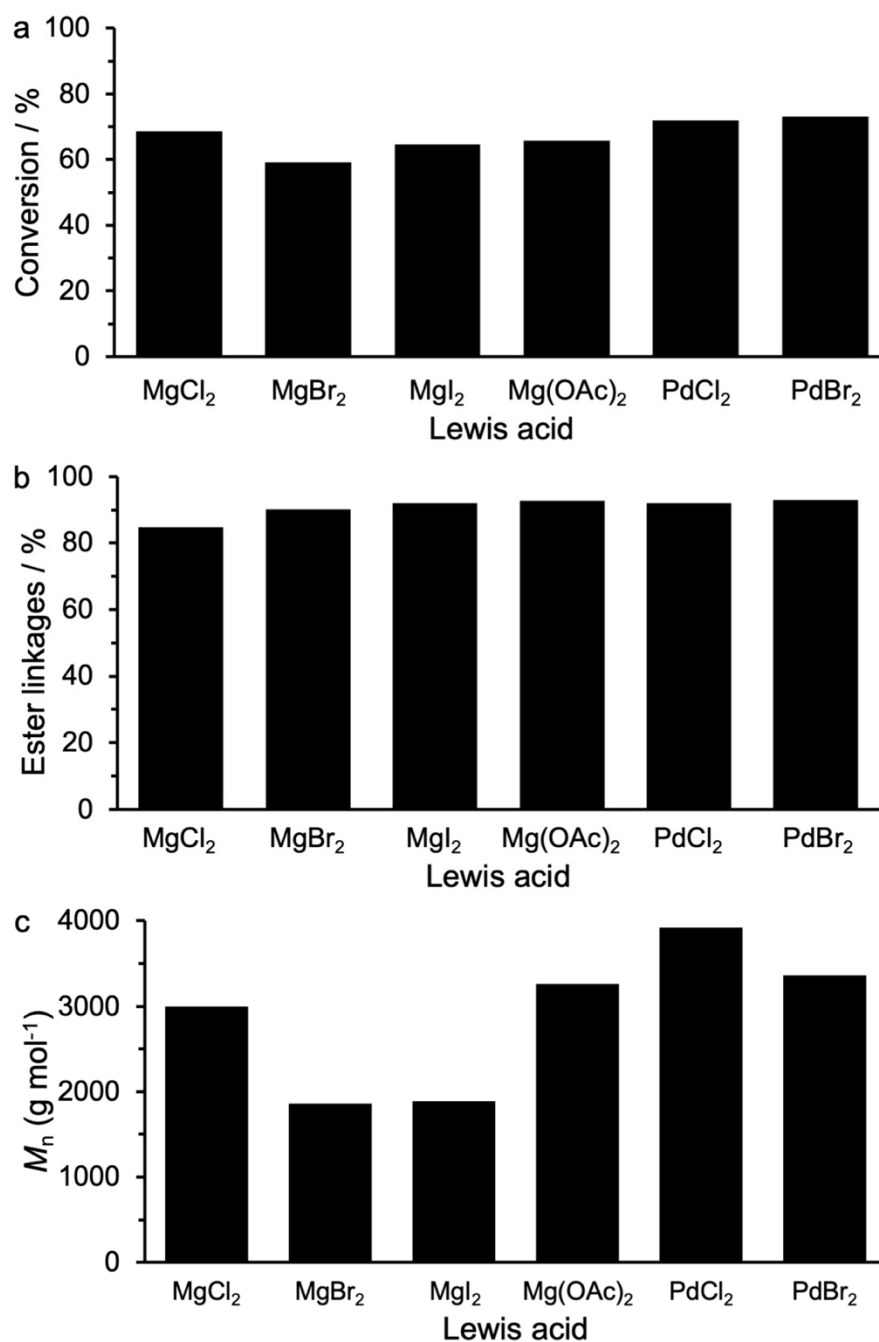 a
Conversion / %
100
80
60
40
20
0
MgCl₂ MgBr₂ MgI₂ Mg(OAc)₂ PdCl₂ PdBr₂
Lewis acid
b
Ester linkages / %
100
80
60
40
20
0
MgCl₂ MgBr₂ MgI₂ Mg(OAc)₂ PdCl₂ PdBr₂
Lewis acid
c
Mₙ (g mol⁻¹)
4000
3000
2000
1000
0
MgCl₂ MgBr₂ MgI₂ Mg(OAc)₂ PdCl₂ PdBr₂
Lewis acid